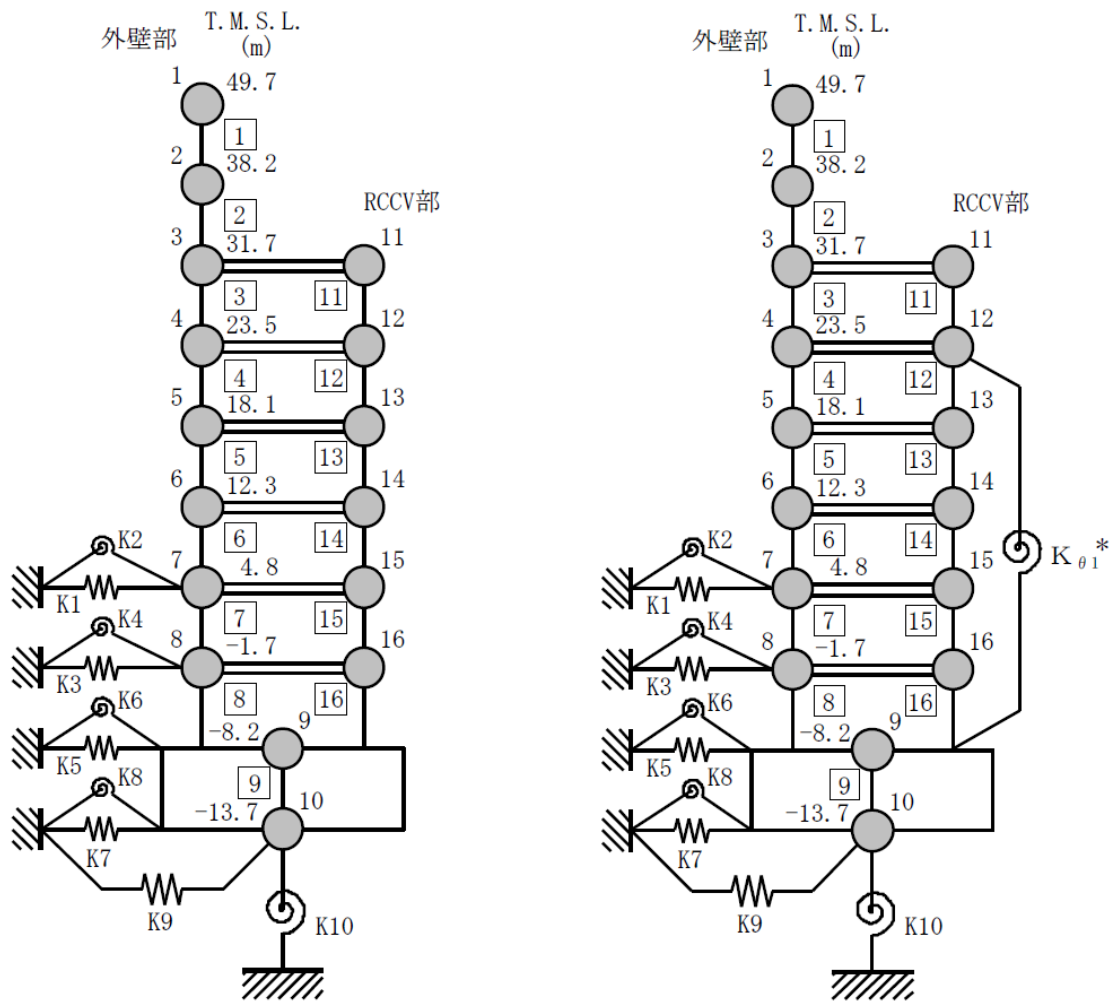 T.M.S.L.
外壁部 (m)
1 49.7
1
2 38.2
2 RCCV部
3 31.7 11
3 11
4 23.5 12
4 12
5 18.1 13
5 13
6 12.3 14
K2 6 14
7 4.8 15
K1
K4 7 15
8 -1.7 16
K3
K6 8 16
-8.2 9
K5
K8 9
-13.7 10
K7
K9 K10
T.M.S.L.
外壁部 (m)
1 49.7
1
2 38.2
2 RCCV部
3 31.7 11
3 11
4 23.5 12
4 12
5 18.1 13
5 13
6 12.3 14
K2 6 14 Kθ1*
7 4.8 15
K1
K4 7 15
8 -1.7 16
K3
K6 8 16
-8.2 9
K5
K8 9
-13.7 10
K7
K9 K10